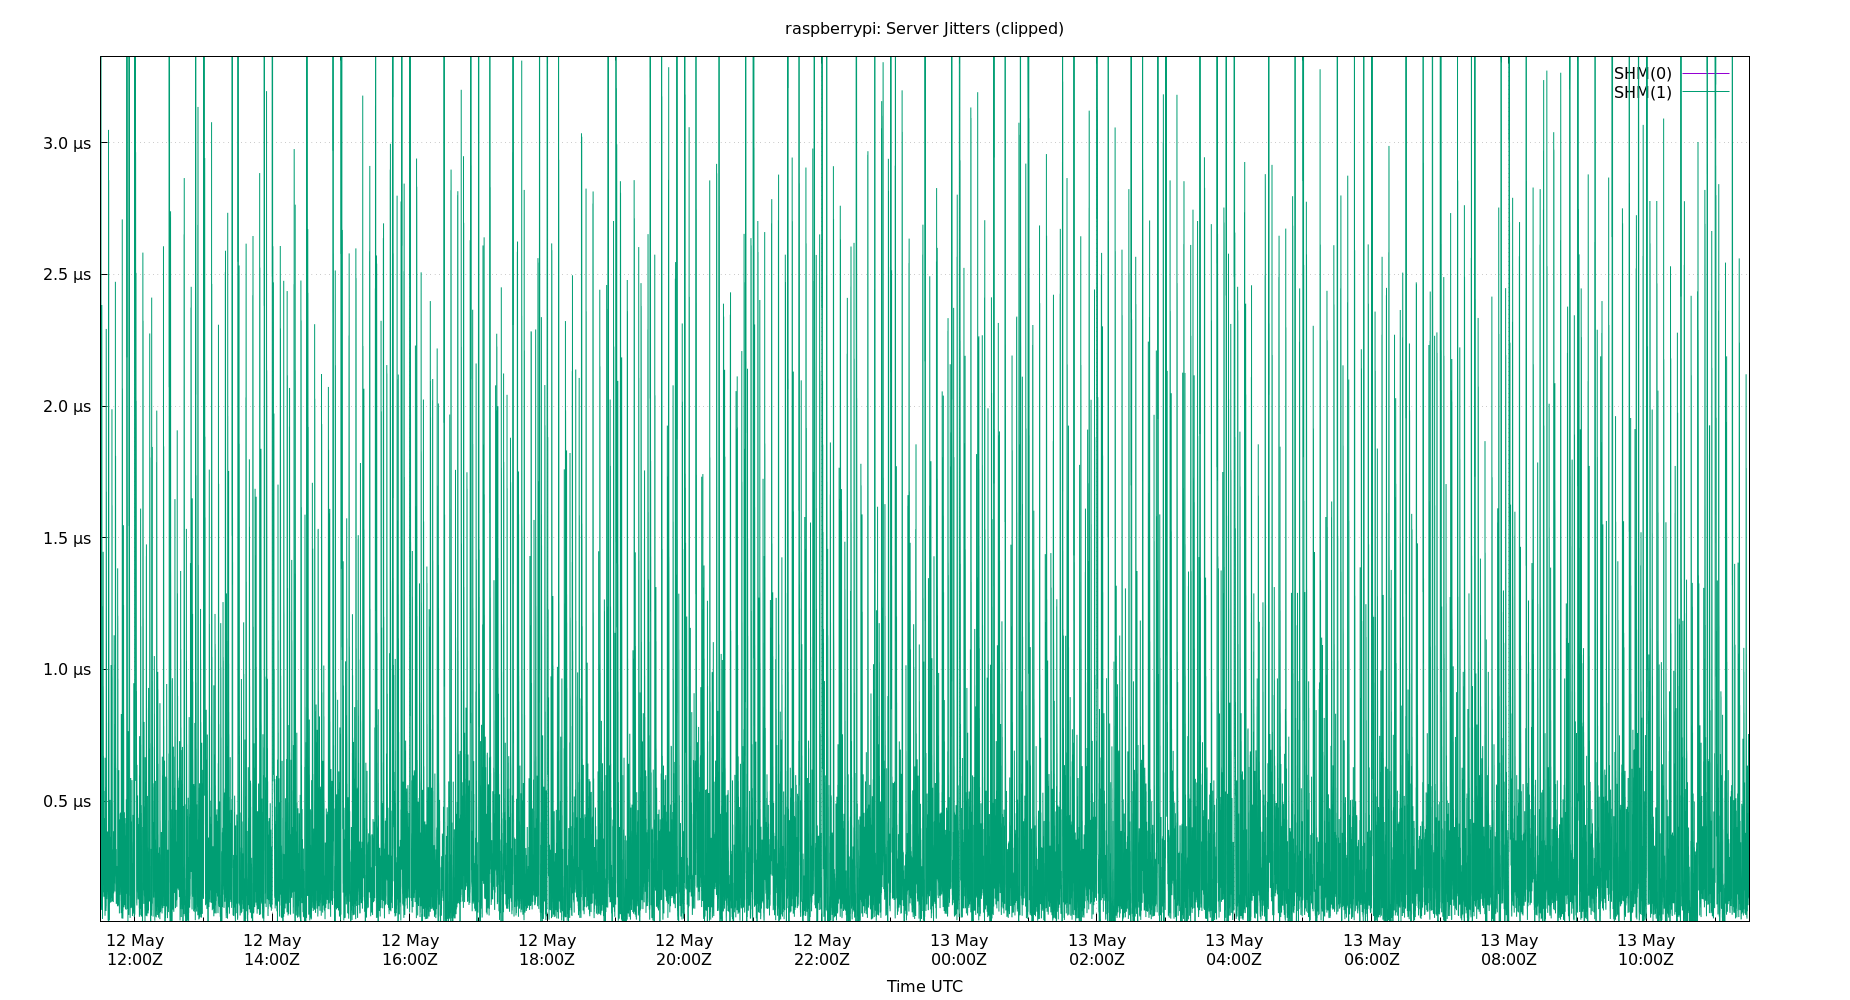 raspberrypi: Server Jitters (clipped)
SHM(0)
SHM(1)
3.0 µs
2.5 µs
2.0 µs
1.5 µs
1.0 µs
0.5 µs
12 May 12 May 12 May 12 May 12 May 12 May 13 May 13 May 13 May 13 May 13 May 13 May
12:00Z 14:00Z 16:00Z 18:00Z 20:00Z 22:00Z 00:00Z 02:00Z 04:00Z 06:00Z 08:00Z 10:00Z
Time UTC